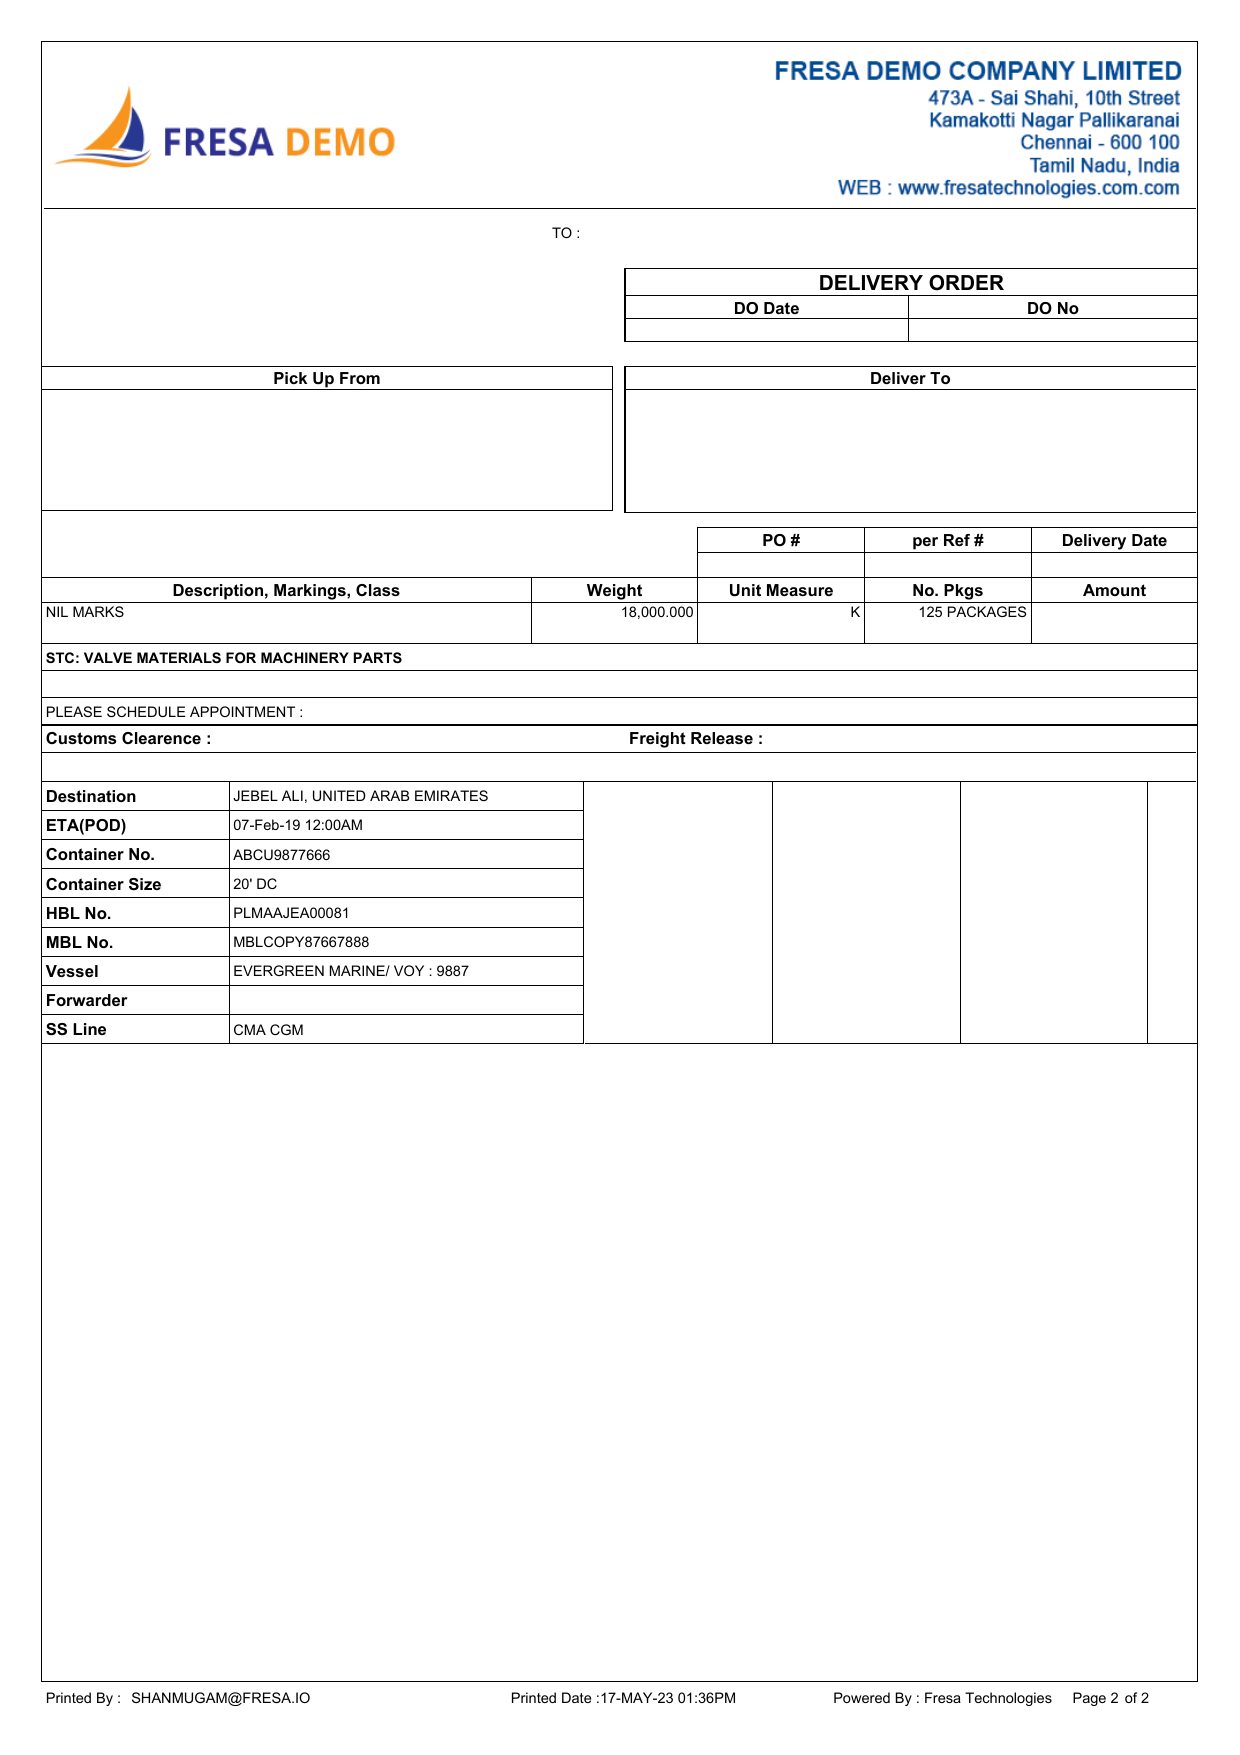 FRESA DEMO
FRESA DEMO COMPANY LIMITED
473A - Sai Shahi, 10th Street
Kamakotti Nagar Pallikaranai
Chennai - 600 100
Tamil Nadu, India
WEB : www.fresatechnologies.com.com
TO :
DELIVERY ORDER
DO Date DO No
Pick Up From Deliver To
PO # per Ref # Delivery Date
Description, Markings, Class Weight Unit Measure No. Pkgs Amount
NIL MARKS 18,000.000 K 125 PACKAGES
STC: VALVE MATERIALS FOR MACHINERY PARTS
PLEASE SCHEDULE APPOINTMENT :
Customs Clearence : Freight Release :
Destination JEBEL ALI, UNITED ARAB EMIRATES
ETA(POD) 07-Feb-19 12:00AM
Container No. ABCU9877666
Container Size 20' DC
HBL No. PLMAAJEA00081
MBL No. MBLCOPY87667888
Vessel EVERGREEN MARINE/ VOY : 9887
Forwarder
SS Line CMA CGM
Printed By : SHANMUGAM@FRESA.IO Printed Date :17-MAY-23 01:36PM Powered By : Fresa Technologies Page 2 of 2